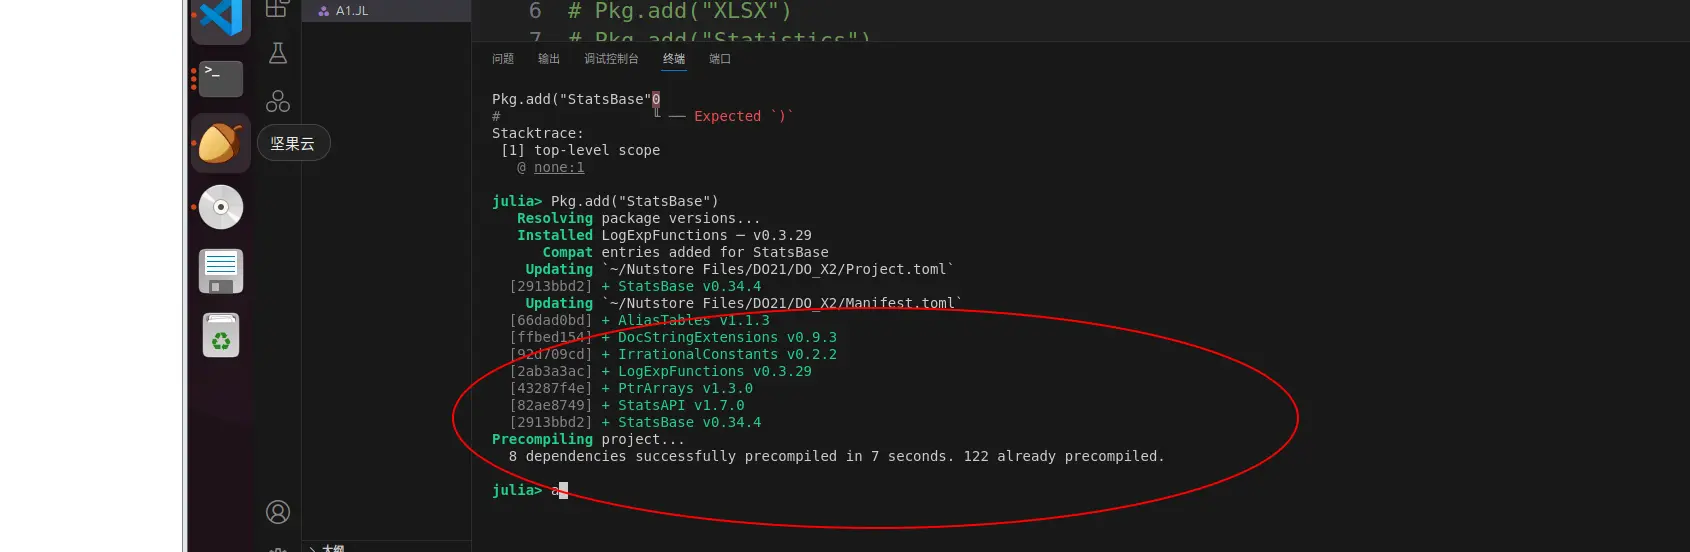 A1.JL
6 # Pkg.add("XLSX")
7 # Pkg.add("Statistics")
问题 输出 调试控制台 终端 端口
>_
坚果云
Pkg.add("StatsBase"0
# ╙ ── Expected `)`
Stacktrace:
[1] top-level scope
@ none:1
julia> Pkg.add("StatsBase")
Resolving package versions...
Installed LogExpFunctions ─ v0.3.29
Compat entries added for StatsBase
Updating `~/Nutstore Files/DO21/DO_X2/Project.toml`
[2913bbd2] + StatsBase v0.34.4
Updating `~/Nutstore Files/DO21/DO_X2/Manifest.toml`
[66dad0bd] + AliasTables v1.1.3
[ffbed154] + DocStringExtensions v0.9.3
[92d709cd] + IrrationalConstants v0.2.2
[2ab3a3ac] + LogExpFunctions v0.3.29
[43287f4e] + PtrArrays v1.3.0
[82ae8749] + StatsAPI v1.7.0
[2913bbd2] + StatsBase v0.34.4
Precompiling project...
8 dependencies successfully precompiled in 7 seconds. 122 already precompiled.
julia> a
大纲